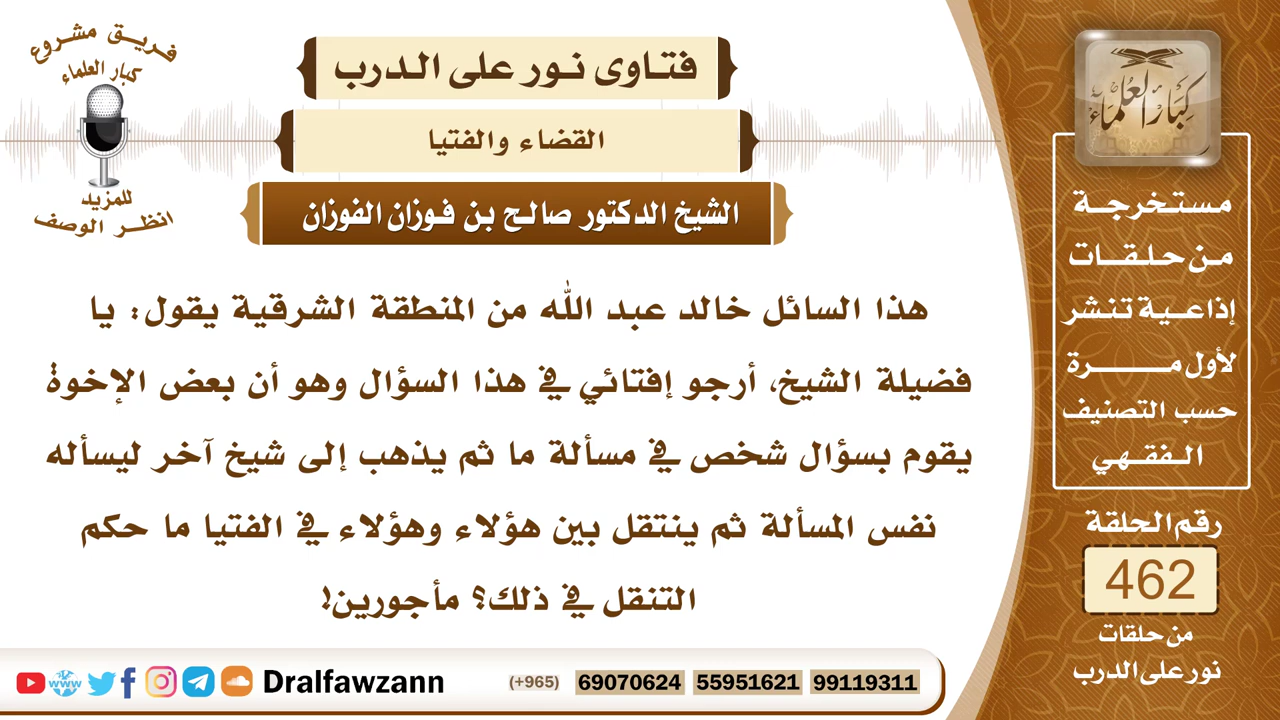 فريق مشروع
كبار العلماء
للمزيد
انظر الوصف
فتاوى نور على الدرب
القضاء والفتيا
الشيخ الدكتور صالح بن فوزان الفوزان
هذا السائل خالد عبد الله من المنطقة الشرقية يقول: يا
فضيلة الشيخ، أرجو إفتائي في هذا السؤال وهو أن بعض الإخوة
يقوم بسؤال شخص في مسألة ما ثم يذهب إلى شيخ آخر ليسأله
نفس المسألة ثم ينتقل بين هؤلاء وهؤلاء في الفتيا ما حكم
التنقل في ذلك؟ مأجورين!
كبار العلماء
مستخرجة
من حلقات
إذاعية تنشر
لأول مرة
حسب التصنيف
الفقهي
رقم الحلقة
462
من حلقات
نور على الدرب
www
Dralfawzann
(+965) 69070624 55951621 99119311